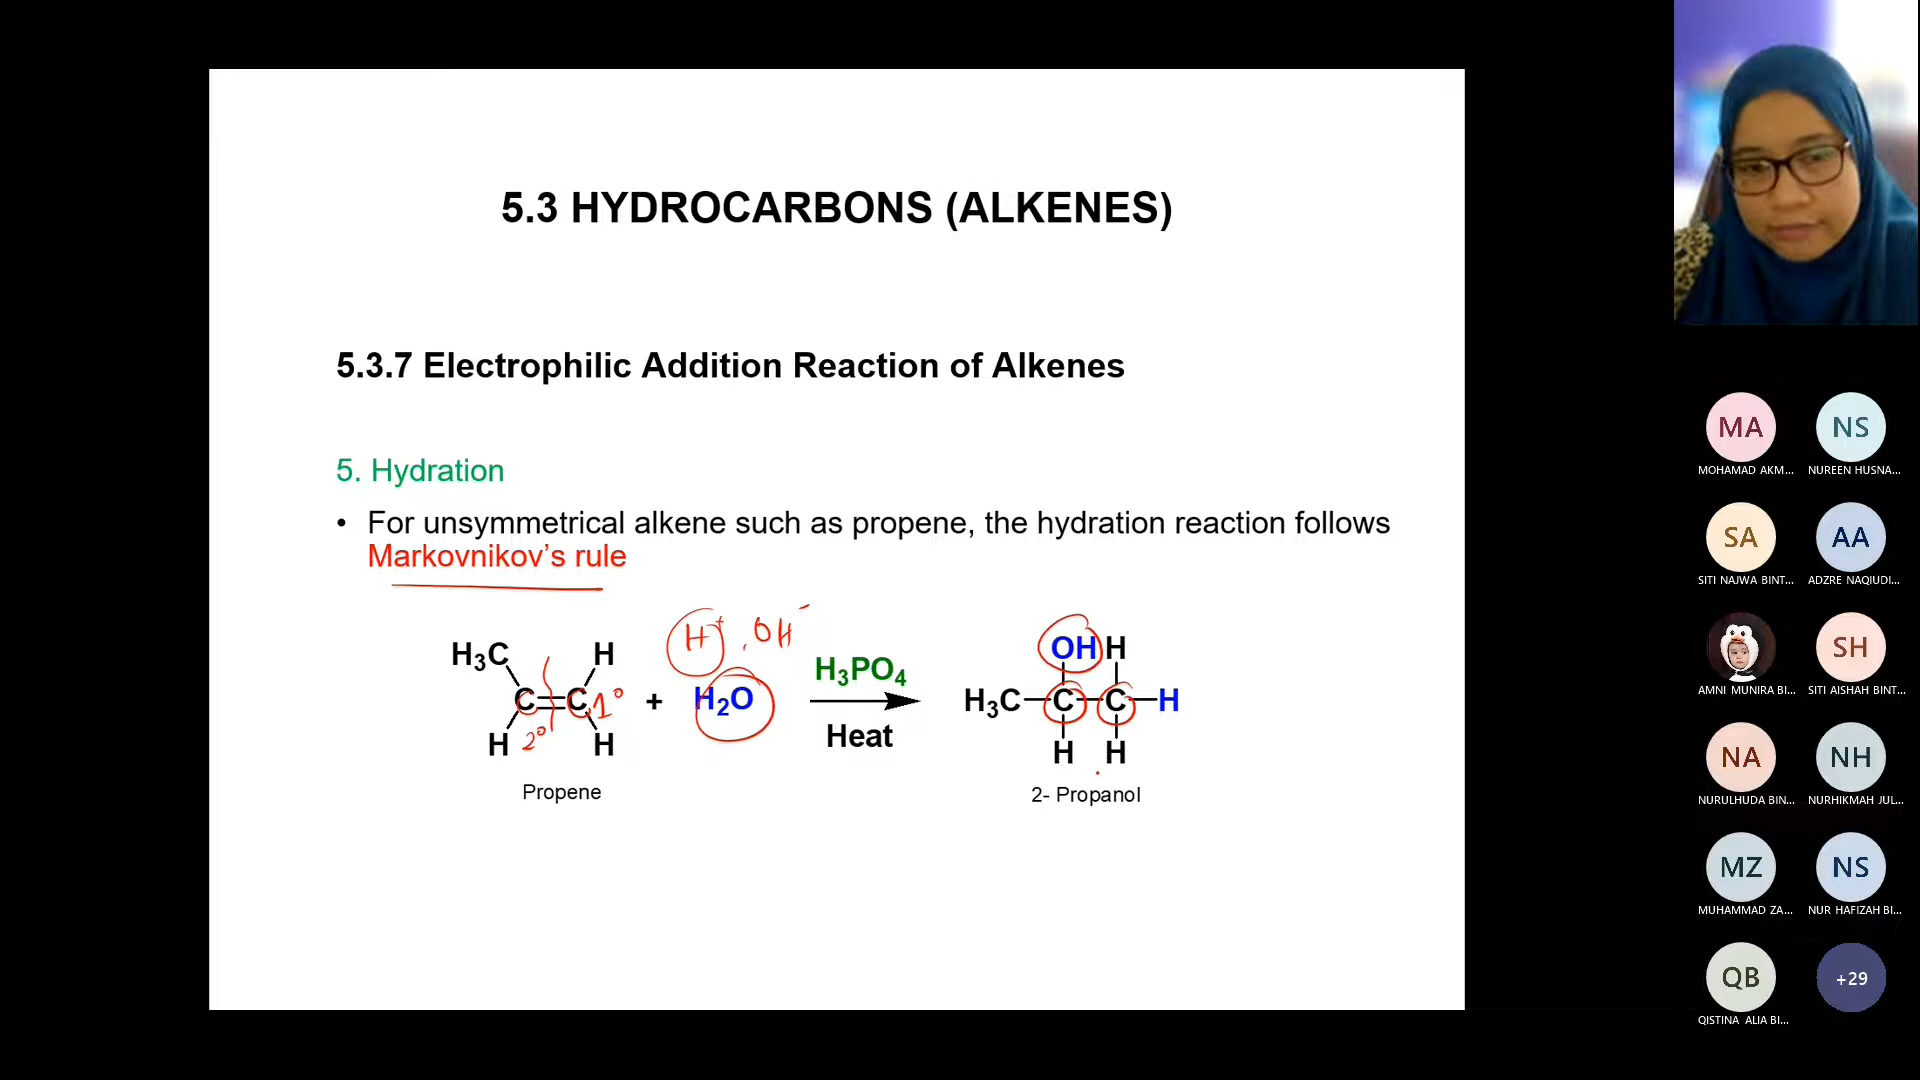 5.3 HYDROCARBONS (ALKENES)
5.3.7 Electrophilic Addition Reaction of Alkenes
5. Hydration
• For unsymmetrical alkene such as propene, the hydration reaction follows
Markovnikov’s rule
H₃C H
C=C 1°
H 2° H
Propene
+
H⁺, OH⁻
H₂O
H₃PO₄
Heat
OH H
H₃C–C–C–H
H H
2- Propanol
MA NS
MOHAMAD AKM... NUREEN HUSNA...
SA AA
SITI NAJWA BINT... ADZRE NAQIUDI...
SH
AMNI MUNIRA BI... SITI AISHAH BINT...
NA NH
NURULHUDA BIN... NURHIKMAH JUL...
MZ NS
MUHAMMAD ZA... NUR HAFIZAH BI...
QB +29
QISTINA ALIA BI...